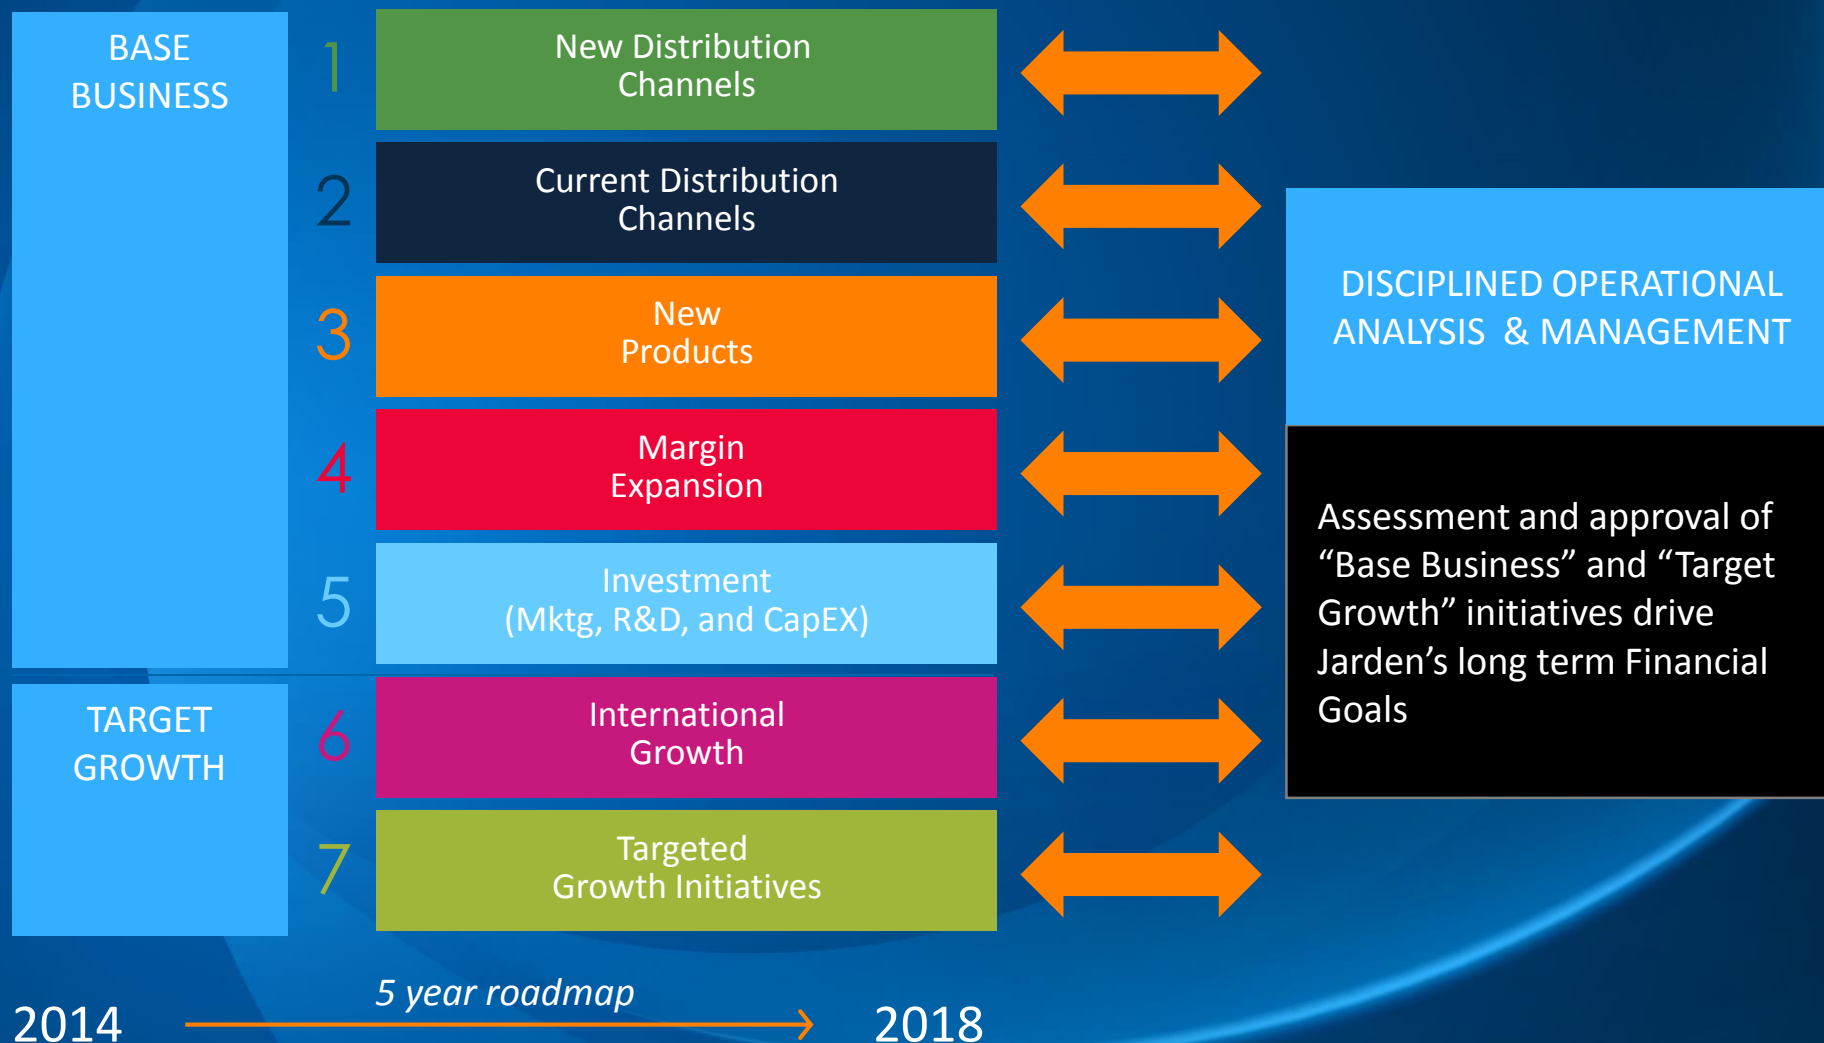 BASE
BUSINESS
1
New Distribution
Channels
2
Current Distribution
Channels
3
New
Products
4
Margin
Expansion
5
Investment
(Mktg, R&D, and CapEX)
TARGET
GROWTH
6
International
Growth
7
Targeted
Growth Initiatives
DISCIPLINED OPERATIONAL
ANALYSIS & MANAGEMENT
Assessment and approval of
“Base Business” and “Target
Growth” initiatives drive
Jarden’s long term Financial
Goals
5 year roadmap
2014
2018